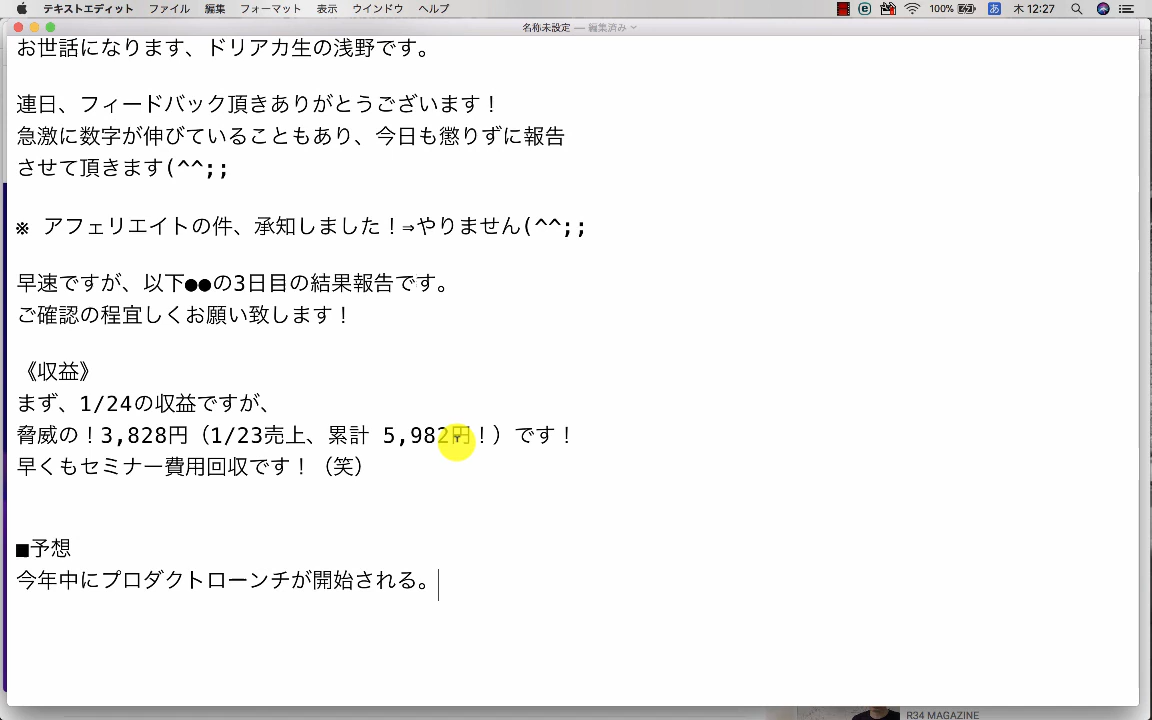 テキストエディット ファイル 編集 フォーマット 表示 ウインドウ ヘルプ 100% あ 木 12:27
名称未設定 — 編集済み
お世話になります、ドリアカ生の浅野です。
連日、フィードバック頂きありがとうございます！
急激に数字が伸びていることもあり、今日も懲りずに報告
させて頂きます(^^;;
※ アフェリエイトの件、承知しました！⇒やりません(^^;;
早速ですが、以下●●の3日目の結果報告です。
ご確認の程宜しくお願い致します！
《収益》
まず、1/24の収益ですが、
脅威の！3,828円（1/23売上、累計 5,982円！）です！
早くもセミナー費用回収です！（笑）
■予想
今年中にプロダクトローンチが開始される。
R34 MAGAZINE